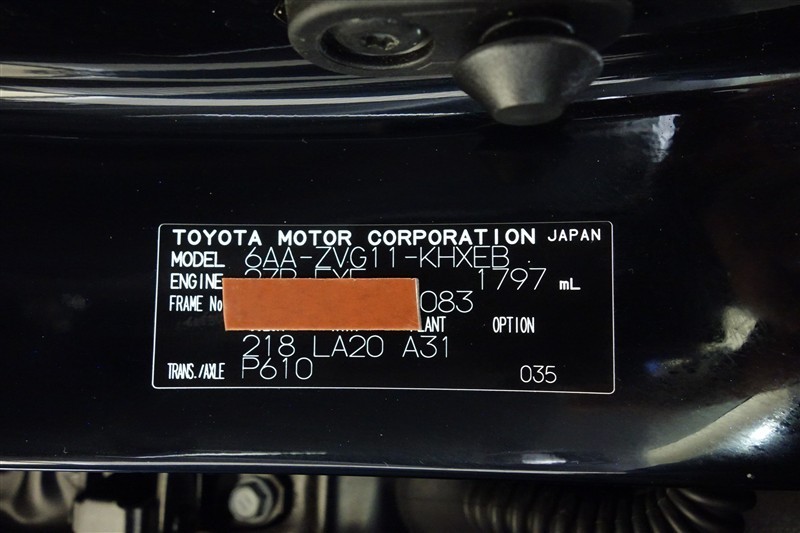 TOYOTA MOTOR CORPORATION JAPAN
MODEL 6AA-ZVG11-KHXEB
ENGINE 1797 mL
FRAME No 083
OPTION
218 LA20 A31
TRANS./AXLE P610 035